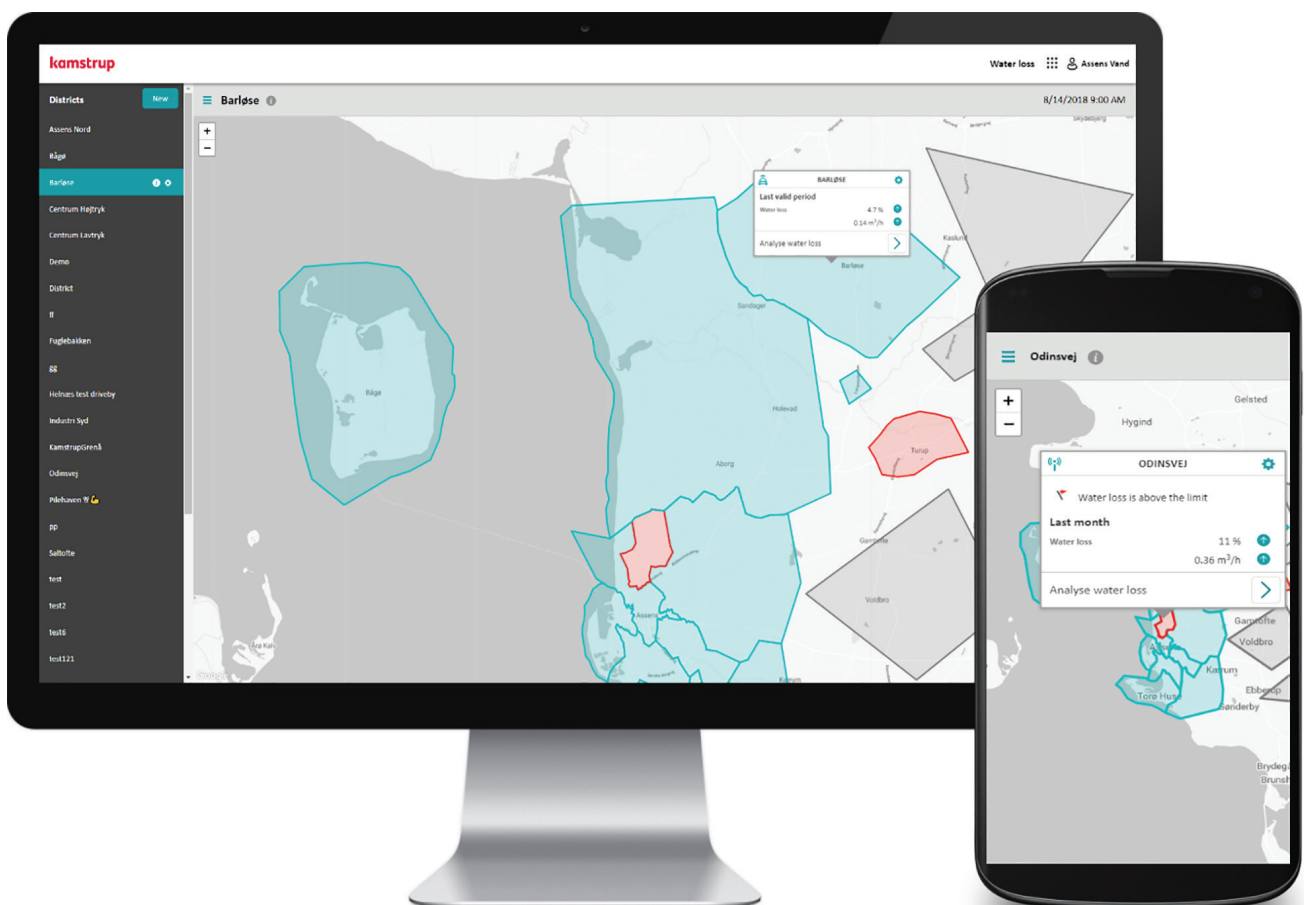 kamstrup
Water loss
Assens Vand
Districts
New
Barløse
8/14/2018 9:00 AM
Assens Nord
Bågø
Barløse
Centrum Højtryk
Centrum Lavtryk
Demo
District
ff
Fuglebakken
gg
Helnæs test driveby
Industri Syd
KamstrupGrenå
Odinsvej
Pilehaven
pp
Saltofte
test
test2
test6
test121
+
−
Skydebjerg
BARLØSE
Last valid period
Water loss 4.7 %
0.14 m³/h
Analyse water loss
Kaslund
Barløse
Sandager
Bågø
Holevad
Turup
Aborg
Gamtofte
Voldbro
Assens
Kærum
Google
Odinsvej
+
−
Gelsted
Hygind
ODINSVEJ
Water loss is above the limit
Last month
Water loss 11 %
0.36 m³/h
Analyse water loss
Gamtofte
Voldbro
Kærum
Ebberup
Torø Huse
Sønderby